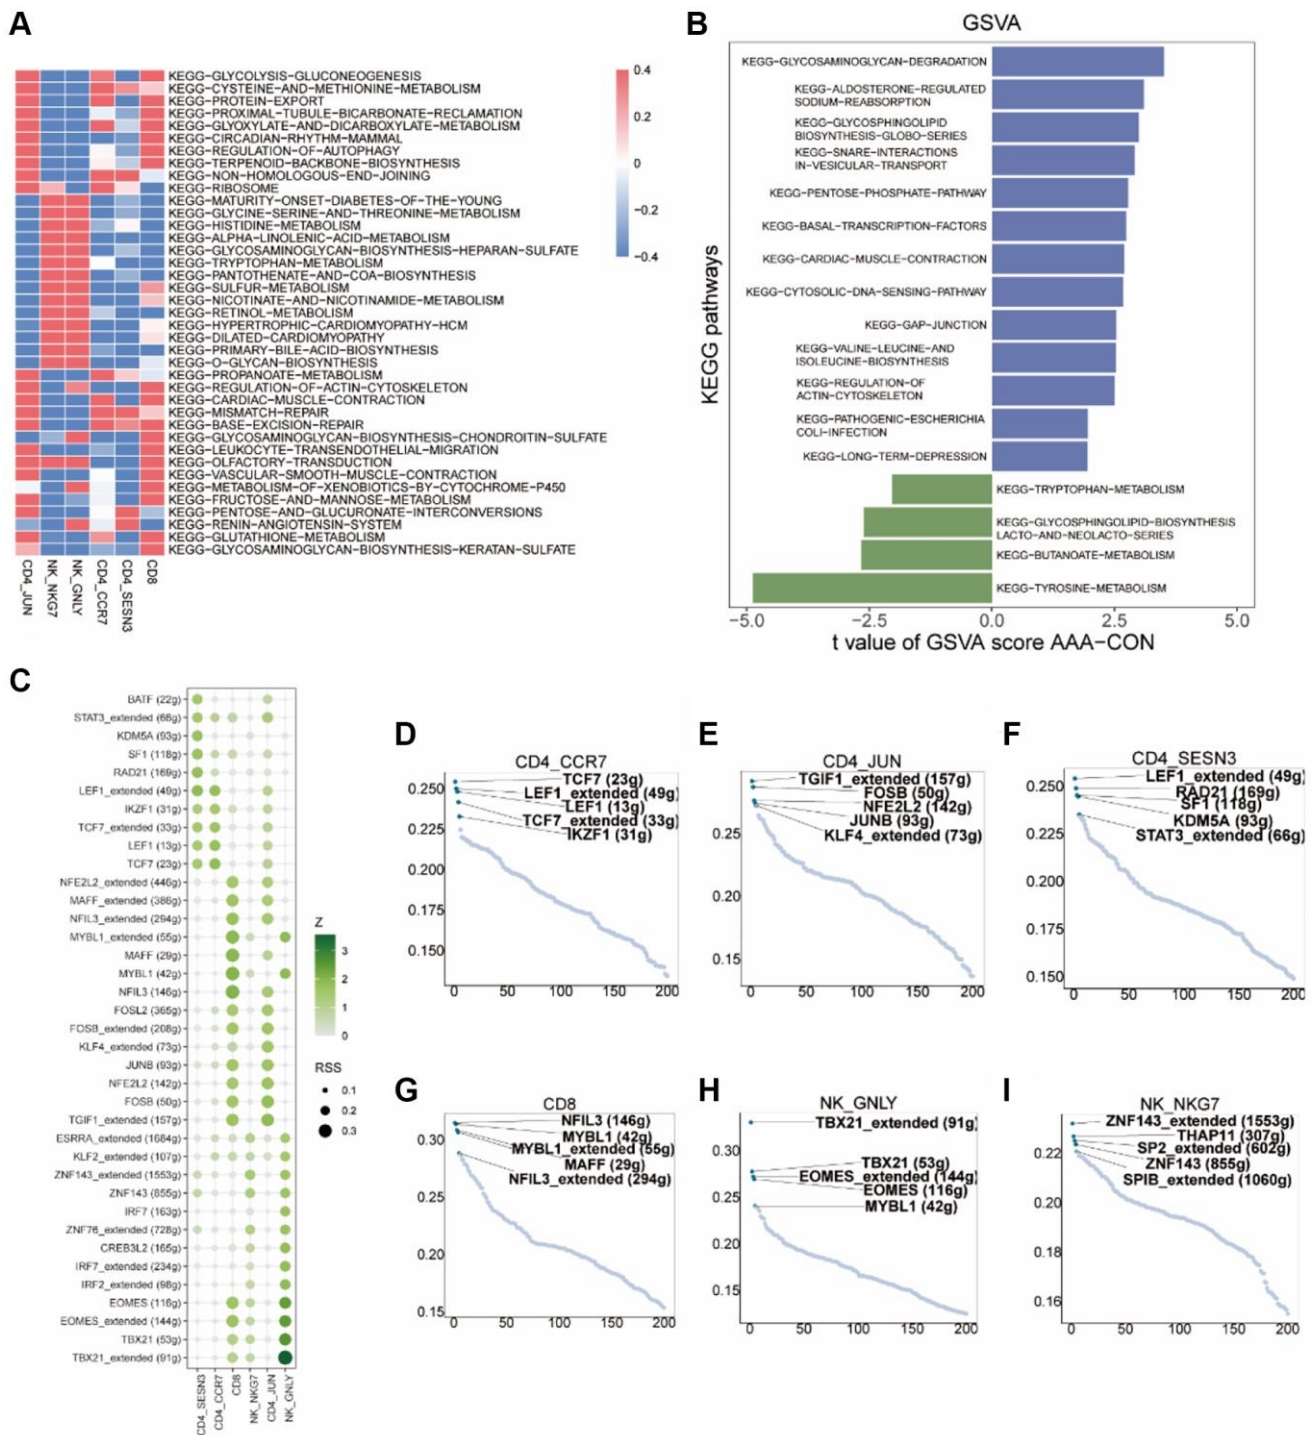 A
KEGG−GLYCOLYSIS−GLUCONEOGENESIS
KEGG−CYSTEINE−AND−METHIONINE−METABOLISM
KEGG−PROTEIN−EXPORT
KEGG−PROXIMAL−TUBULE−BICARBONATE−RECLAMATION
KEGG−GLYOXYLATE−AND−DICARBOXYLATE−METABOLISM
KEGG−CIRCADIAN−RHYTHM−MAMMAL
KEGG−REGULATION−OF−AUTOPHAGY
KEGG−TERPENOID−BACKBONE−BIOSYNTHESIS
KEGG−NON−HOMOLOGOUS−END−JOINING
KEGG−RIBOSOME
KEGG−MATURITY−ONSET−DIABETES−OF−THE−YOUNG
KEGG−GLYCINE−SERINE−AND−THREONINE−METABOLISM
KEGG−HISTIDINE−METABOLISM
KEGG−ALPHA−LINOLENIC−ACID−METABOLISM
KEGG−GLYCOSAMINOGLYCAN−BIOSYNTHESIS−HEPARAN−SULFATE
KEGG−TRYPTOPHAN−METABOLISM
KEGG−PANTOTHENATE−AND−COA−BIOSYNTHESIS
KEGG−SULFUR−METABOLISM
KEGG−NICOTINATE−AND−NICOTINAMIDE−METABOLISM
KEGG−RETINOL−METABOLISM
KEGG−HYPERTROPHIC−CARDIOMYOPATHY−HCM
KEGG−DILATED−CARDIOMYOPATHY
KEGG−PRIMARY−BILE−ACID−BIOSYNTHESIS
KEGG−O−GLYCAN−BIOSYNTHESIS
KEGG−PROPANOATE−METABOLISM
KEGG−REGULATION−OF−ACTIN−CYTOSKELETON
KEGG−CARDIAC−MUSCLE−CONTRACTION
KEGG−MISMATCH−REPAIR
KEGG−BASE−EXCISION−REPAIR
KEGG−GLYCOSAMINOGLYCAN−BIOSYNTHESIS−CHONDROITIN−SULFATE
KEGG−LEUKOCYTE−TRANSENDOTHELIAL−MIGRATION
KEGG−OLFACTORY−TRANSDUCTION
KEGG−VASCULAR−SMOOTH−MUSCLE−CONTRACTION
KEGG−METABOLISM−OF−XENOBIOTICS−BY−CYTOCHROME−P450
KEGG−FRUCTOSE−AND−MANNOSE−METABOLISM
KEGG−PENTOSE−AND−GLUCURONATE−INTERCONVERSIONS
KEGG−RENIN−ANGIOTENSIN−SYSTEM
KEGG−GLUTATHIONE−METABOLISM
KEGG−GLYCOSAMINOGLYCAN−BIOSYNTHESIS−KERATAN−SULFATE
CD4_JUN
NK_NKG7
NK_GNLY
CD4_CCR7
CD4_SESN3
CD8
0.4
0.2
0
−0.2
−0.4
B
GSVA
KEGG pathways
KEGG−GLYCOSAMINOGLYCAN−DEGRADATION
KEGG−ALDOSTERONE−REGULATED
SODIUM−REABSORPTION
KEGG−GLYCOSPHINGOLIPID
BIOSYNTHESIS−GLOBO−SERIES
KEGG−SNARE−INTERACTIONS
IN−VESICULAR−TRANSPORT
KEGG−PENTOSE−PHOSPHATE−PATHWAY
KEGG−BASAL−TRANSCRIPTION−FACTORS
KEGG−CARDIAC−MUSCLE−CONTRACTION
KEGG−CYTOSOLIC−DNA−SENSING−PATHWAY
KEGG−GAP−JUNCTION
KEGG−VALINE−LEUCINE−AND
ISOLEUCINE−BIOSYNTHESIS
KEGG−REGULATION−OF
ACTIN−CYTOSKELETON
KEGG−PATHOGENIC−ESCHERICHIA
COLI−INFECTION
KEGG−LONG−TERM−DEPRESSION
KEGG−TRYPTOPHAN−METABOLISM
KEGG−GLYCOSPHINGOLIPID−BIOSYNTHESIS
LACTO−AND−NEOLACTO−SERIES
KEGG−BUTANOATE−METABOLISM
KEGG−TYROSINE−METABOLISM
−5.0 −2.5 0.0 2.5 5.0
t value of GSVA score AAA−CON
C
BATF (22g)
STAT3_extended (66g)
KDM5A (93g)
SF1 (118g)
RAD21 (169g)
LEF1_extended (49g)
IKZF1 (31g)
TCF7_extended (33g)
LEF1 (13g)
TCF7 (23g)
NFE2L2_extended (446g)
MAFF_extended (386g)
NFIL3_extended (294g)
MYBL1_extended (55g)
MAFF (29g)
MYBL1 (42g)
NFIL3 (146g)
FOSL2 (365g)
FOSB_extended (208g)
KLF4_extended (73g)
JUNB (93g)
NFE2L2 (142g)
FOSB (50g)
TGIF1_extended (157g)
ESRRA_extended (1684g)
KLF2_extended (107g)
ZNF143_extended (1553g)
ZNF143 (855g)
IRF7 (163g)
ZNF76_extended (728g)
CREB3L2 (165g)
IRF7_extended (234g)
IRF2_extended (98g)
EOMES (116g)
EOMES_extended (144g)
TBX21 (53g)
TBX21_extended (91g)
CD4_SESN3
CD4_CCR7
CD8
NK_NKG7
CD4_JUN
NK_GNLY
Z
3
2
1
0
RSS
0.1
0.2
0.3
D
CD4_CCR7
TCF7 (23g)
LEF1_extended (49g)
LEF1 (13g)
TCF7_extended (33g)
IKZF1 (31g)
0.250
0.225
0.200
0.175
0.150
0 50 100 150 200
E
CD4_JUN
TGIF1_extended (157g)
FOSB (50g)
NFE2L2 (142g)
JUNB (93g)
KLF4_extended (73g)
0.25
0.20
0.15
0 50 100 150 200
F
CD4_SESN3
LEF1_extended (49g)
RAD21 (169g)
SF1 (118g)
KDM5A (93g)
STAT3_extended (66g)
0.250
0.225
0.200
0.175
0.150
0 50 100 150 200
G
CD8
NFIL3 (146g)
MYBL1 (42g)
MYBL1_extended (55g)
MAFF (29g)
NFIL3_extended (294g)
0.30
0.25
0.20
0.15
0 50 100 150 200
H
NK_GNLY
TBX21_extended (91g)
TBX21 (53g)
EOMES_extended (144g)
EOMES (116g)
MYBL1 (42g)
0.30
0.25
0.20
0.15
0 50 100 150 200
I
NK_NKG7
ZNF143_extended (1553g)
THAP11 (307g)
SP2_extended (602g)
ZNF143 (855g)
SPIB_extended (1060g)
0.22
0.20
0.18
0.16
0 50 100 150 200